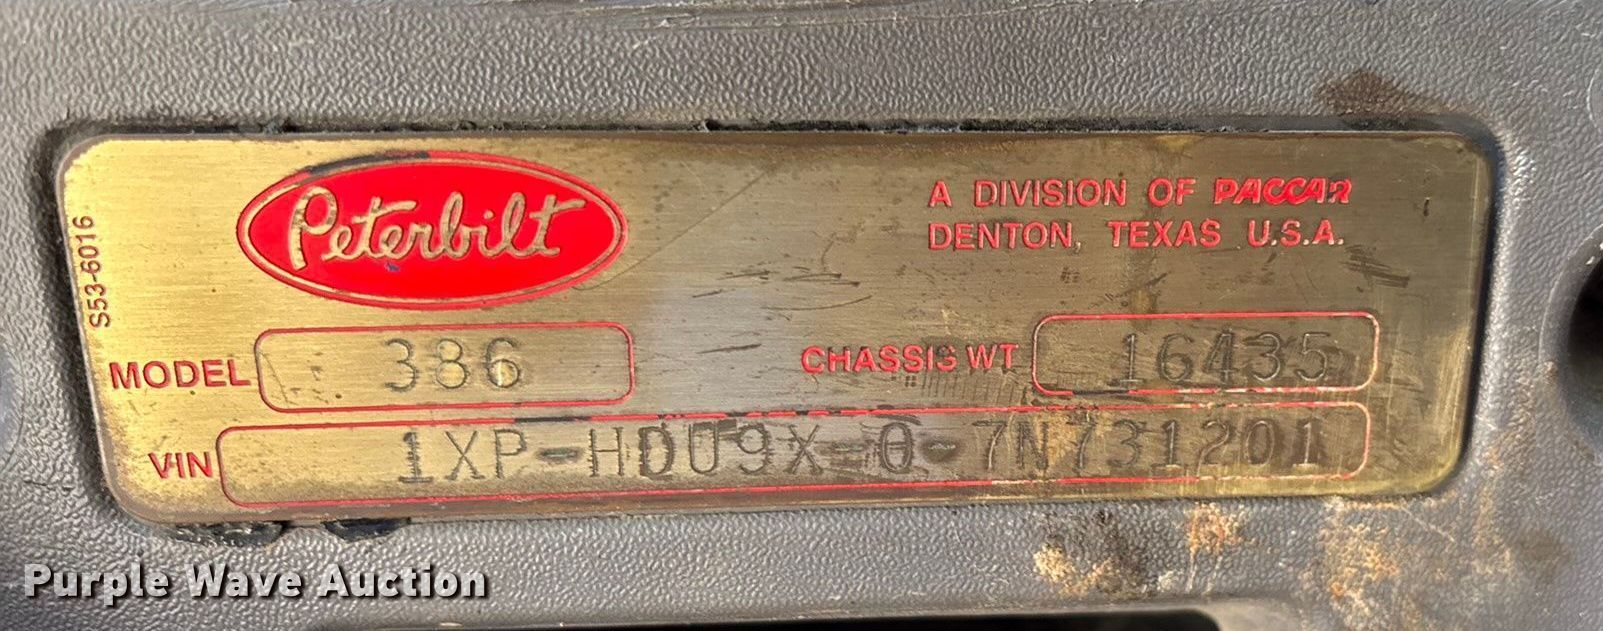 Peterbilt
A DIVISION OF PACCAR
DENTON, TEXAS U.S.A.
S53-6016
MODEL 386
CHASSIS WT 16435
VIN 1XP-HDU9X-0-7N731201
Purple Wave Auction